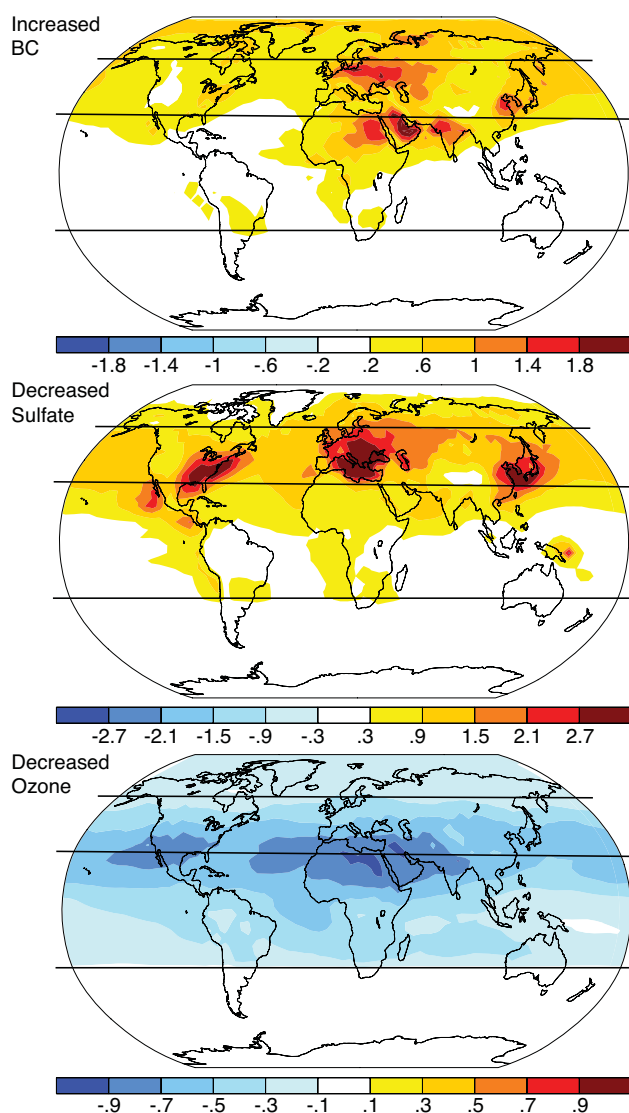 Increased
BC
-1.8 -1.4 -1 -.6 -.2 .2 .6 1 1.4 1.8
Decreased
Sulfate
-2.7 -2.1 -1.5 -.9 -.3 .3 .9 1.5 2.1 2.7
Decreased
Ozone
-.9 -.7 -.5 -.3 -.1 .1 .3 .5 .7 .9